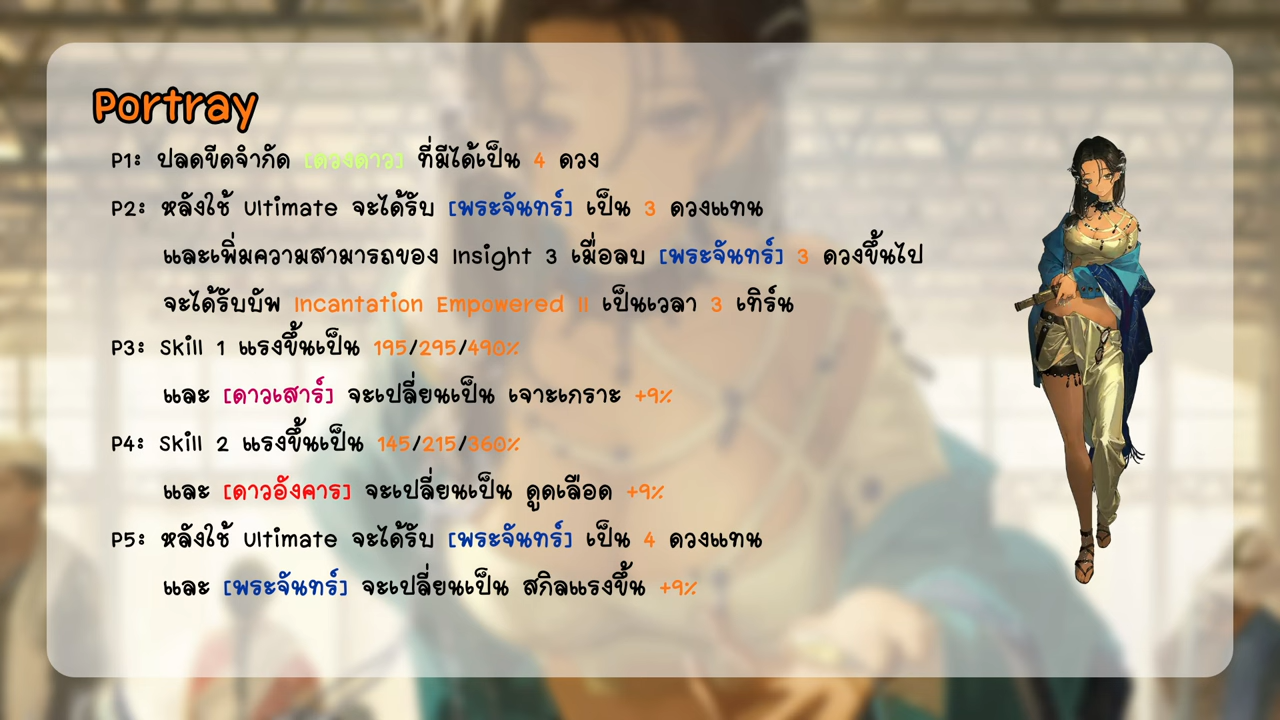 Portray
P1: ปลดขีดจำกัด [ดวงดาว] ที่มีได้เป็น 4 ดวง
P2: หลังใช้ Ultimate จะได้รับ [พระจันทร์] เป็น 3 ดวงแทน
และเพิ่มความสามารถของ Insight 3 เมื่อลบ [พระจันทร์] 3 ดวงขึ้นไป
จะได้รับบัพ Incantation Empowered II เป็นเวลา 3 เทิร์น
P3: Skill 1 แรงขึ้นเป็น 195/295/490%
และ [ดาวเสาร์] จะเปลี่ยนเป็น เจาะเกราะ +9%
P4: Skill 2 แรงขึ้นเป็น 145/215/360%
และ [ดาวอังคาร] จะเปลี่ยนเป็น ดูดเลือด +9%
P5: หลังใช้ Ultimate จะได้รับ [พระจันทร์] เป็น 4 ดวงแทน
และ [พระจันทร์] จะเปลี่ยนเป็น สกิลแรงขึ้น +9%